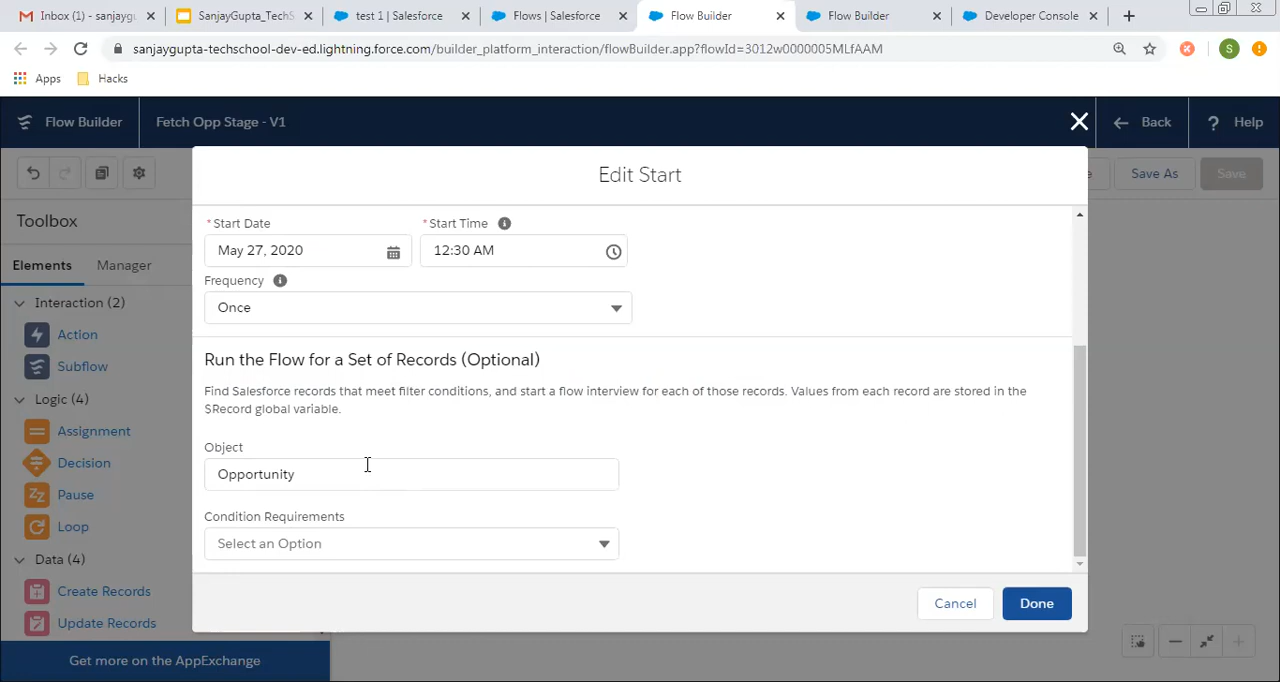 Inbox (1) - sanjaygu
SanjayGupta_TechS
test 1 | Salesforce
Flows | Salesforce
Flow Builder
Flow Builder
Developer Console
sanjaygupta-techschool-dev-ed.lightning.force.com/builder_platform_interaction/flowBuilder.app?flowId=3012w0000005MLfAAM
S
Apps
Hacks
Flow Builder
Fetch Opp Stage - V1
Back
? Help
Save As
Save
Edit Start
Toolbox
Elements
Manager
Interaction (2)
Action
Subflow
Logic (4)
Assignment
Decision
Pause
Loop
Data (4)
Create Records
Update Records
Get more on the AppExchange
*Start Date
*Start Time
May 27, 2020
12:30 AM
Frequency
Once
Run the Flow for a Set of Records (Optional)
Find Salesforce records that meet filter conditions, and start a flow interview for each of those records. Values from each record are stored in the
$Record global variable.
Object
Opportunity
Condition Requirements
Select an Option
Cancel
Done